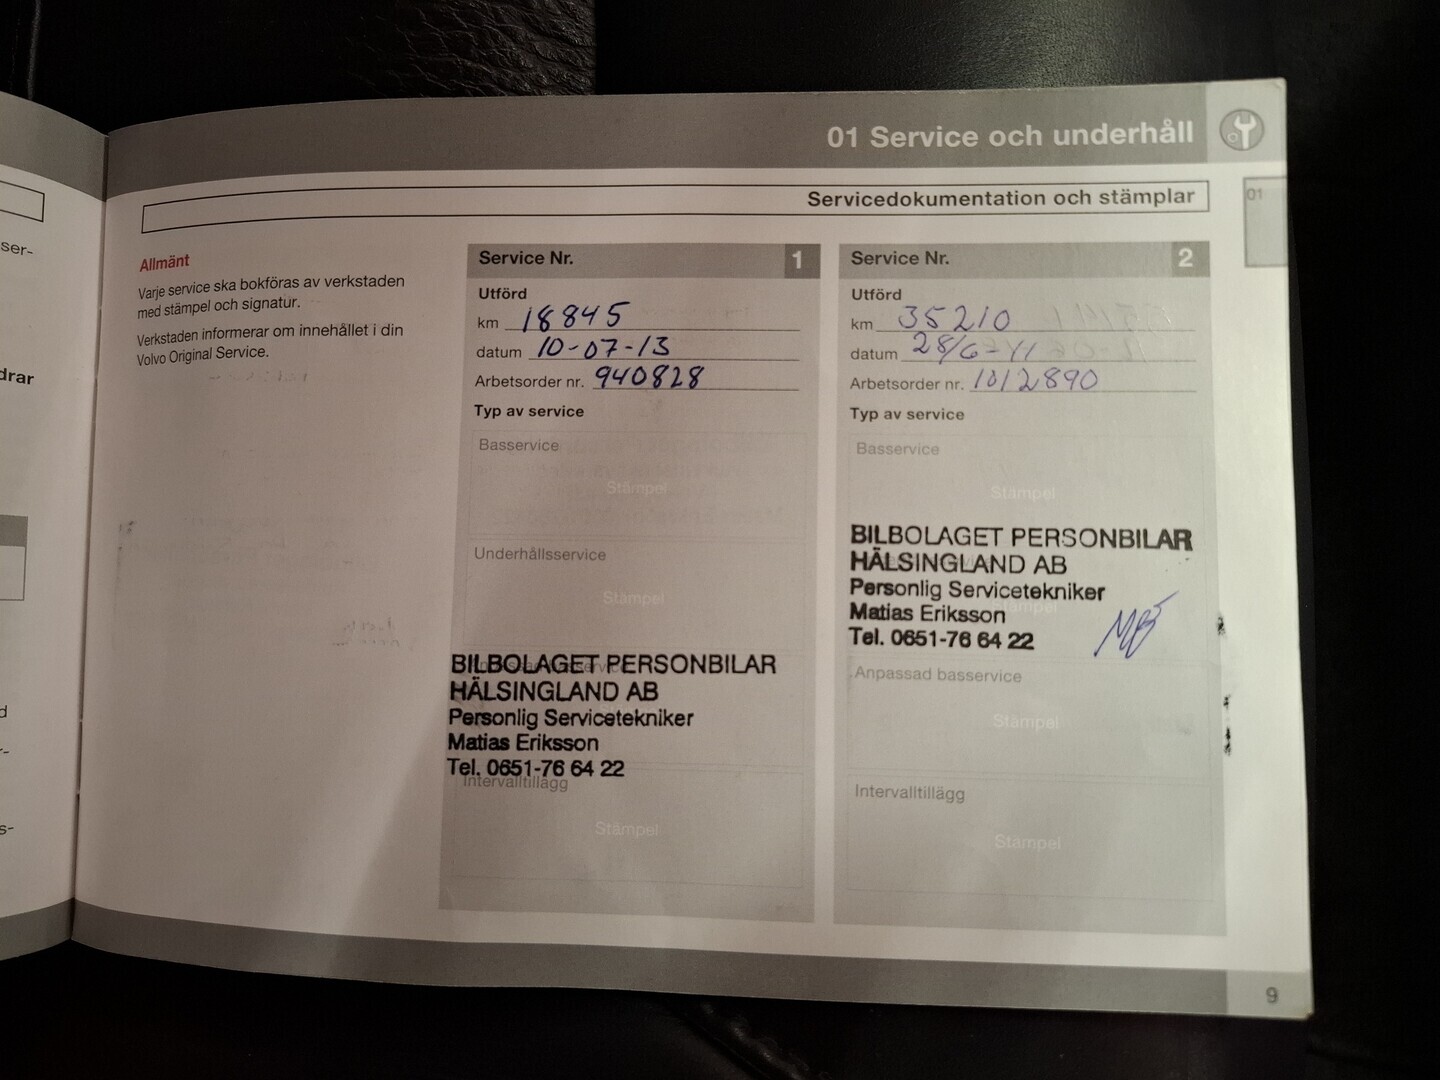 ser-
drar
d
r-
s-
01 Service och underhåll
01
Servicedokumentation och stämplar
Allmänt
Varje service ska bokföras av verkstaden
med stämpel och signatur.
Verkstaden informerar om innehållet i din
Volvo Original Service.
Service Nr. 1
Utförd
km 18845
datum 10-07-13
Arbetsorder nr. 940828
Typ av service
Basservice
Stämpel
Underhållsservice
Stämpel
BILBOLAGET PERSONBILAR
HÄLSINGLAND AB
Personlig Servicetekniker
Matias Eriksson
Tel. 0651-76 64 22
Intervalltillägg
Stämpel
Service Nr. 2
Utförd
km 35210
datum 28/6-11
Arbetsorder nr. 1012890
Typ av service
Basservice
Stämpel
BILBOLAGET PERSONBILAR
HÄLSINGLAND AB
Personlig Servicetekniker
Stämpel
Matias Eriksson
Tel. 0651-76 64 22
Anpassad basservice
Stämpel
Intervalltillägg
Stämpel
9